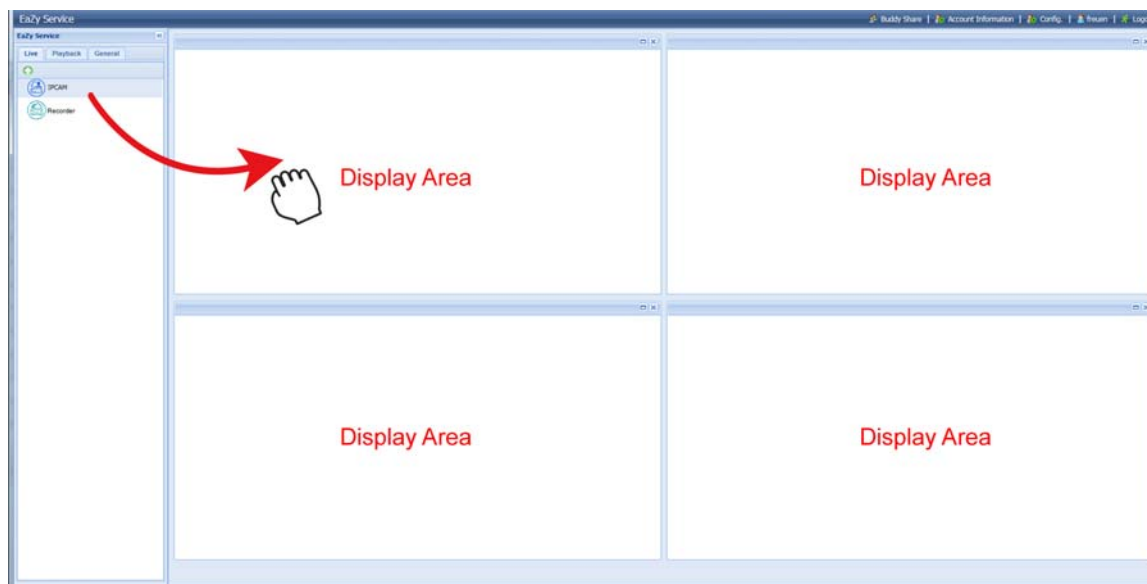 EaZy Service
Buddy Share | Account Information | Config. | freuen |
EaZy Service
Live Playback General
IPCAM
Recorder
Display Area
Display Area
Display Area
Display Area